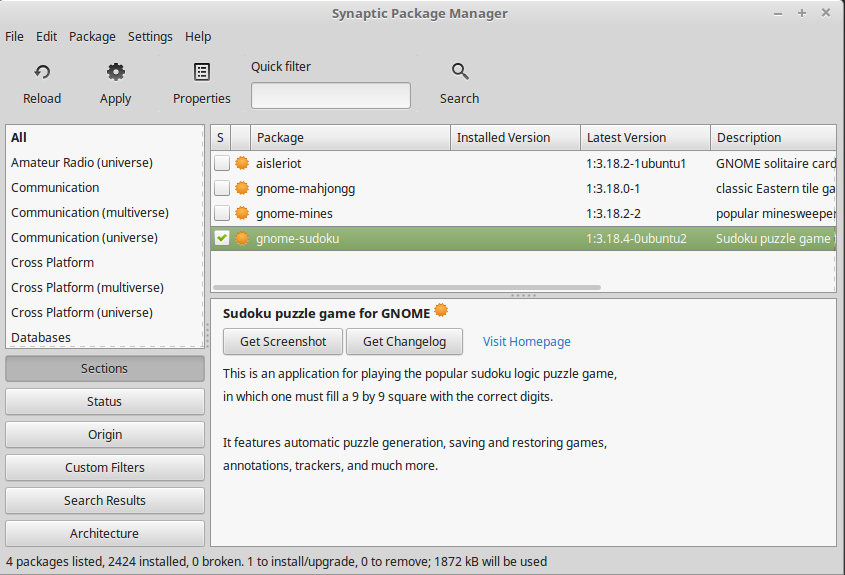 Synaptic Package Manager
File Edit Package Settings Help
Quick filter
Reload Apply Properties Search
All
Amateur Radio (universe)
Communication
Communication (multiverse)
Communication (universe)
Cross Platform
Cross Platform (multiverse)
Cross Platform (universe)
Databases
Sections
Status
Origin
Custom Filters
Search Results
Architecture
S Package Installed Version Latest Version Description
aisleriot 1:3.18.2-1ubuntu1 GNOME solitaire card
gnome-mahjongg 1:3.18.0-1 classic Eastern tile ga
gnome-mines 1:3.18.2-2 popular minesweeper
gnome-sudoku 1:3.18.4-0ubuntu2 Sudoku puzzle game
Sudoku puzzle game for GNOME
Get Screenshot Get Changelog Visit Homepage
This is an application for playing the popular sudoku logic puzzle game,
in which one must fill a 9 by 9 square with the correct digits.
It features automatic puzzle generation, saving and restoring games,
annotations, trackers, and much more.
4 packages listed, 2424 installed, 0 broken. 1 to install/upgrade, 0 to remove; 1872 kB will be used